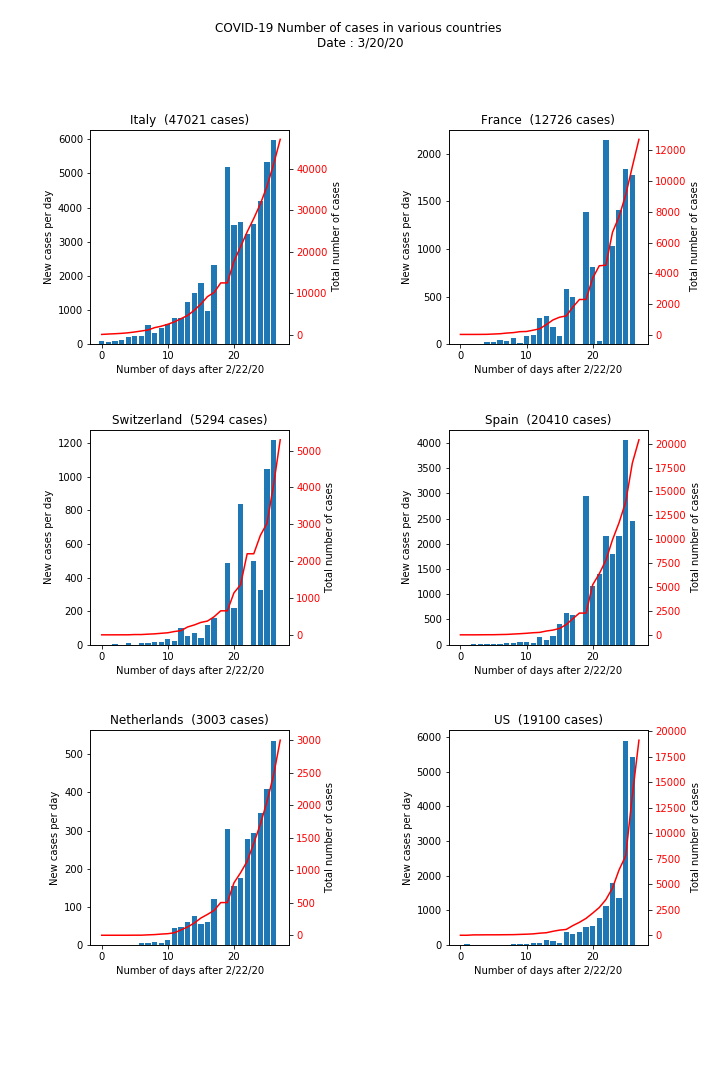 COVID-19 Number of cases in various countries
Date : 3/20/20
Italy (47021 cases)
6000
5000
4000
3000
2000
1000
0
New cases per day
40000
30000
20000
10000
0
Total number of cases
0 10 20
Number of days after 2/22/20
France (12726 cases)
2000
1500
1000
500
0
New cases per day
12000
10000
8000
6000
4000
2000
0
Total number of cases
0 10 20
Number of days after 2/22/20
Switzerland (5294 cases)
1200
1000
800
600
400
200
0
New cases per day
5000
4000
3000
2000
1000
0
Total number of cases
0 10 20
Number of days after 2/22/20
Spain (20410 cases)
4000
3500
3000
2500
2000
1500
1000
500
0
New cases per day
20000
17500
15000
12500
10000
7500
5000
2500
0
Total number of cases
0 10 20
Number of days after 2/22/20
Netherlands (3003 cases)
500
400
300
200
100
0
New cases per day
3000
2500
2000
1500
1000
500
0
Total number of cases
0 10 20
Number of days after 2/22/20
US (19100 cases)
6000
5000
4000
3000
2000
1000
0
New cases per day
20000
17500
15000
12500
10000
7500
5000
2500
0
Total number of cases
0 10 20
Number of days after 2/22/20